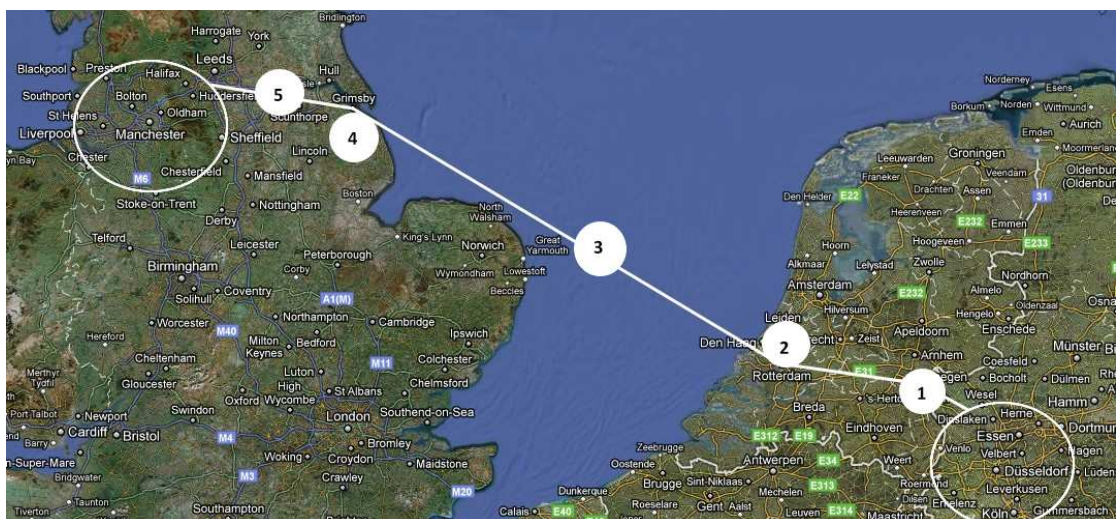 Bridlington
Harrogate
York
Blackpool
Leeds
Preston
Halifax
Hull
Southport
Bolton
Huddersfield
5
Grimsby
St Helens
Oldham
Scunthorpe
Liverpool
Manchester
Sheffield
4
Chester
Chesterfield
Lincoln
M6
Mansfield
Stoke-on-Trent
Boston
Nottingham
Derby
North
Walsham
Telford
Leicester
King's Lynn
Norwich
Great
Yarmouth
3
Peterborough
Corby
Wymondham
Lowestoft
Beccles
Birmingham
Solihull
Coventry
A1(M)
Worcester
Northampton
Cambridge
M40
Bedford
Ipswich
Hereford
Milton
Keynes
M11
Colchester
Cheltenham
Luton
Chelmsford
Merthyr
Tydfil
Gloucester
Oxford
High
Wycombe
St Albans
Newport
Swindon
Southend-on-Sea
Cardiff
Bristol
London
M4
Barry
Bromley
Woking
Croydon
Maidstone
M3
Bridgwater
Crawley
M20
Taunton
Southampton
Norderney
Esens
Borkum
Norden
Wittmund
Aurich
Emden
Leeuwarden
Groningen
Moormerland
Franeker
Veendam
Drachten
Assen
Oldenburg
(Oldenburg)
Den Helder
E22
31
Heerenveen
E232
Emmen
Hoogeveen
E233
Hoorn
Alkmaar
Lelystad
Zwolle
Nordhorn
Amsterdam
E232
Almelo
Oldenzaal
Hengelo
Leiden
Hilversum
Apeldoorn
Enschede
2
Den Haag
Zeist
Münster
Arnhem
Coesfeld
Rotterdam
E31
Bocholt
Dülmen
1
Wesel
Hamm
Breda
Dinslaken
Herne
Dortmund
E312
E19
Eindhoven
Essen
Zeebrugge
Venlo
Velbert
Hagen
Oostende
Antwerpen
E34
Weert
Düsseldorf
Brugge
Sint-Niklaas
E313
Roermond
Leverkusen
Dunkerque
Mechelen
Erkelenz
Gummersbach
Calais
E40
Roeselare
Gent
Aalst
Leuven
E314
Maastricht
Köln